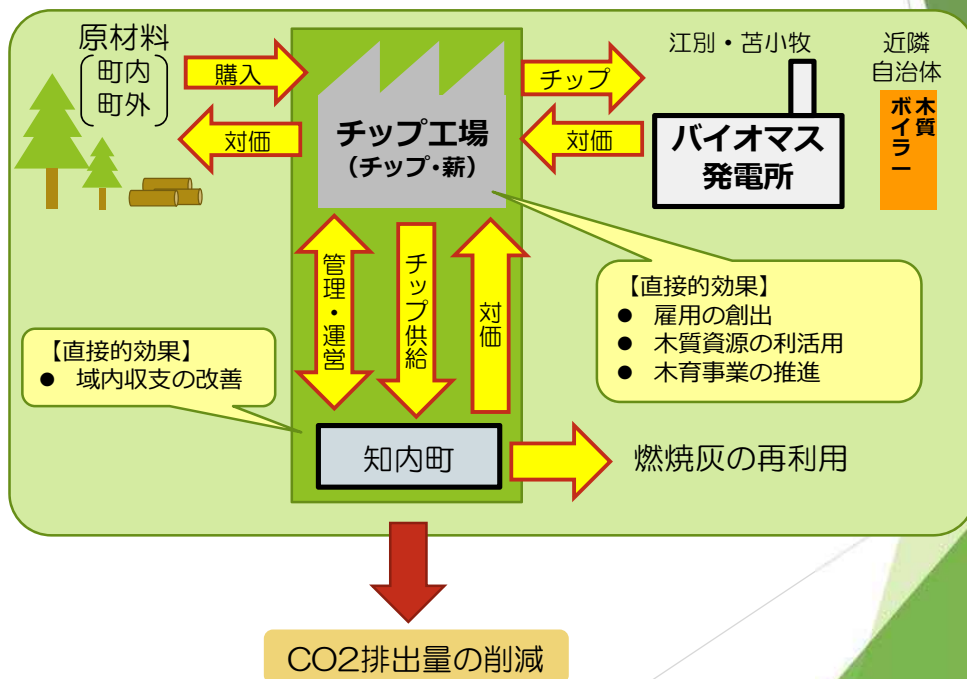 原材料
町内
町外
購入
対価
チップ工場
（チップ・薪）
チップ
対価
江別・苫小牧
バイオマス
発電所
近隣
自治体
木質
ボイラー
管理・運営
チップ供給
対価
【直接的効果】
● 雇用の創出
● 木質資源の利活用
● 木育事業の推進
【直接的効果】
● 域内収支の改善
知内町
燃焼灰の再利用
CO2排出量の削減